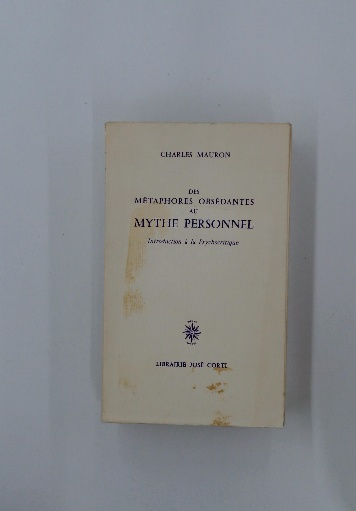 CHARLES MAURON
DES
MÉTAPHORES OBSÉDANTES
AU
MYTHE PERSONNEL
Introduction à la Psychocritique
LIBRAIRIE JOSÉ CORTI